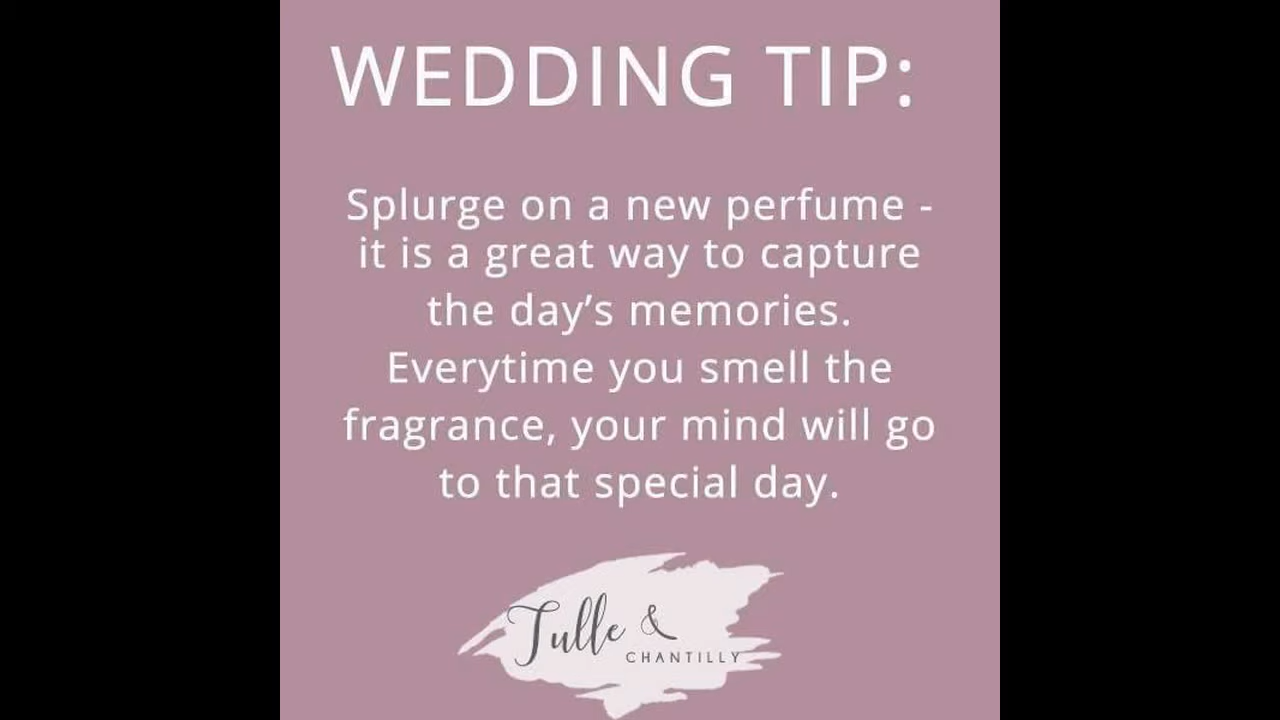 WEDDING TIP:
Splurge on a new perfume -
it is a great way to capture
the day’s memories.
Everytime you smell the
fragrance, your mind will go
to that special day.
Tulle &
CHANTILLY